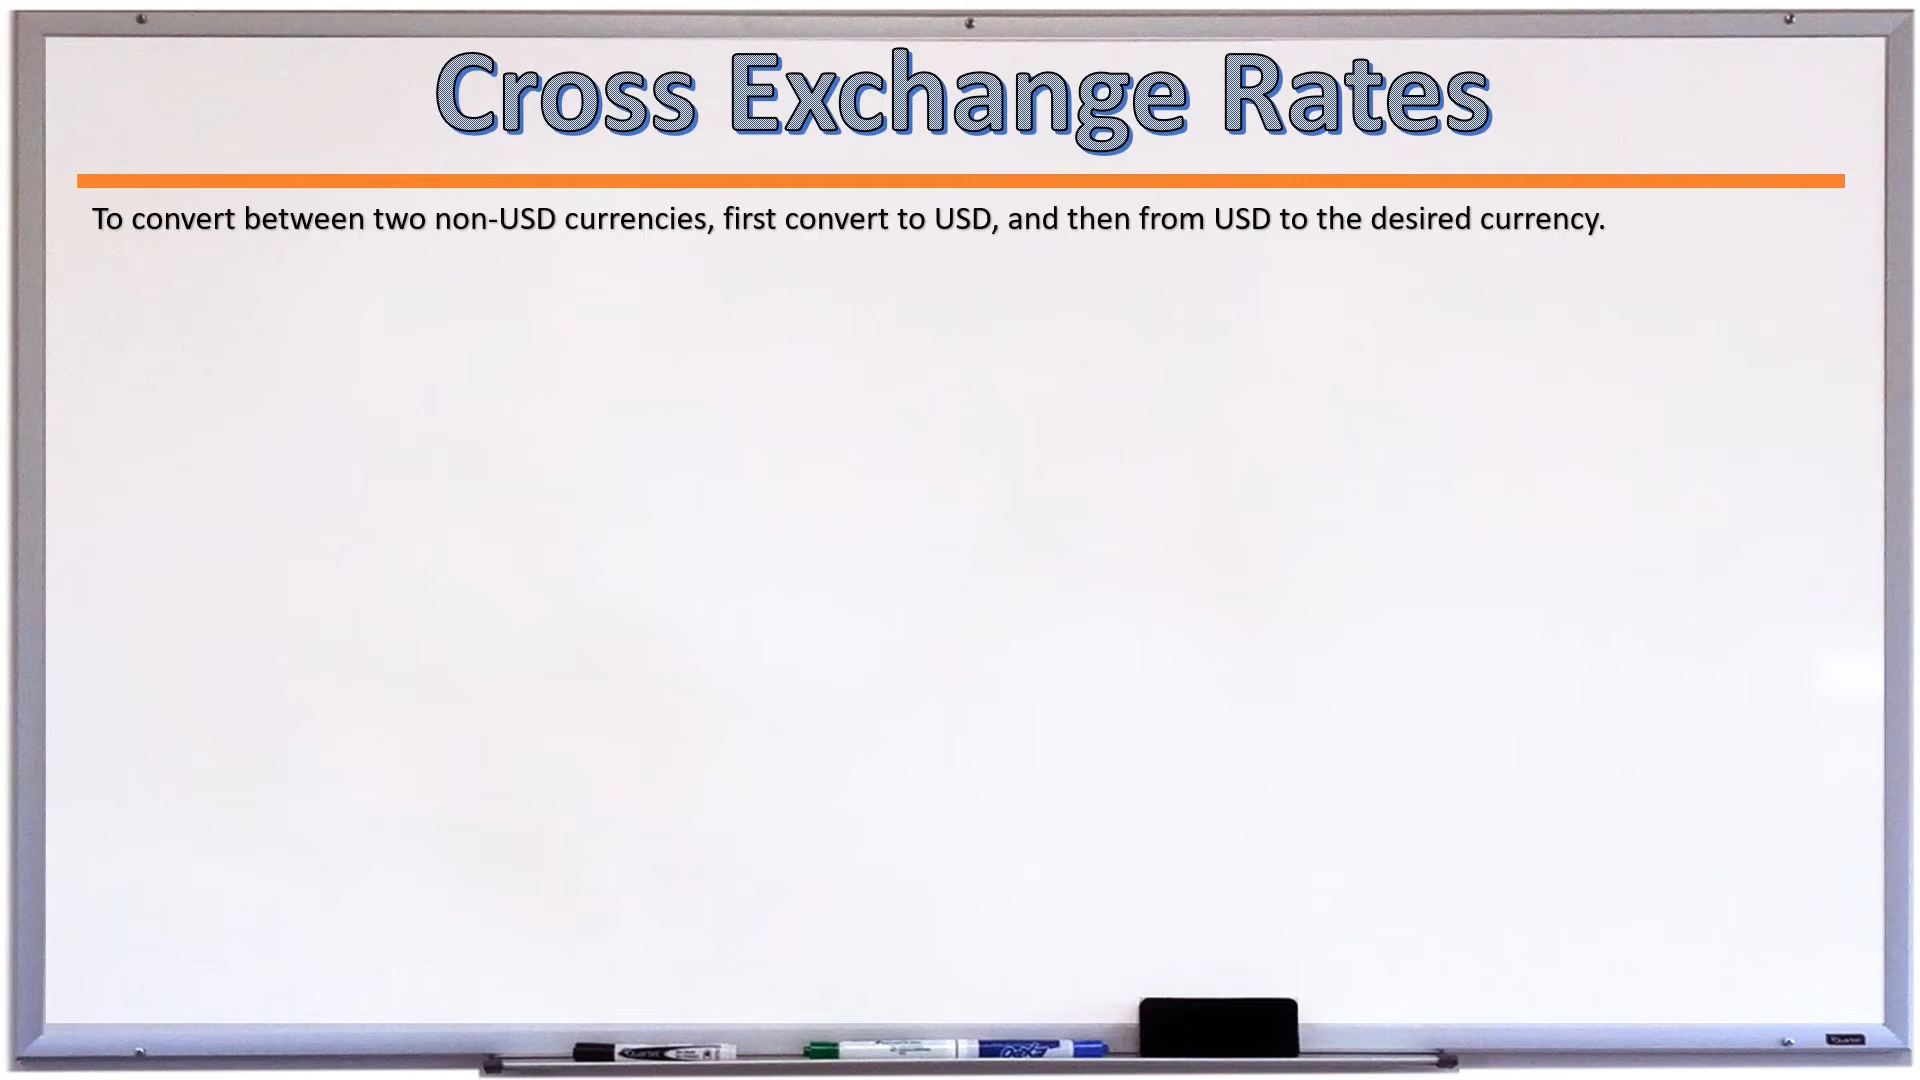 Cross Exchange Rates
To convert between two non-USD currencies, first convert to USD, and then from USD to the desired currency.